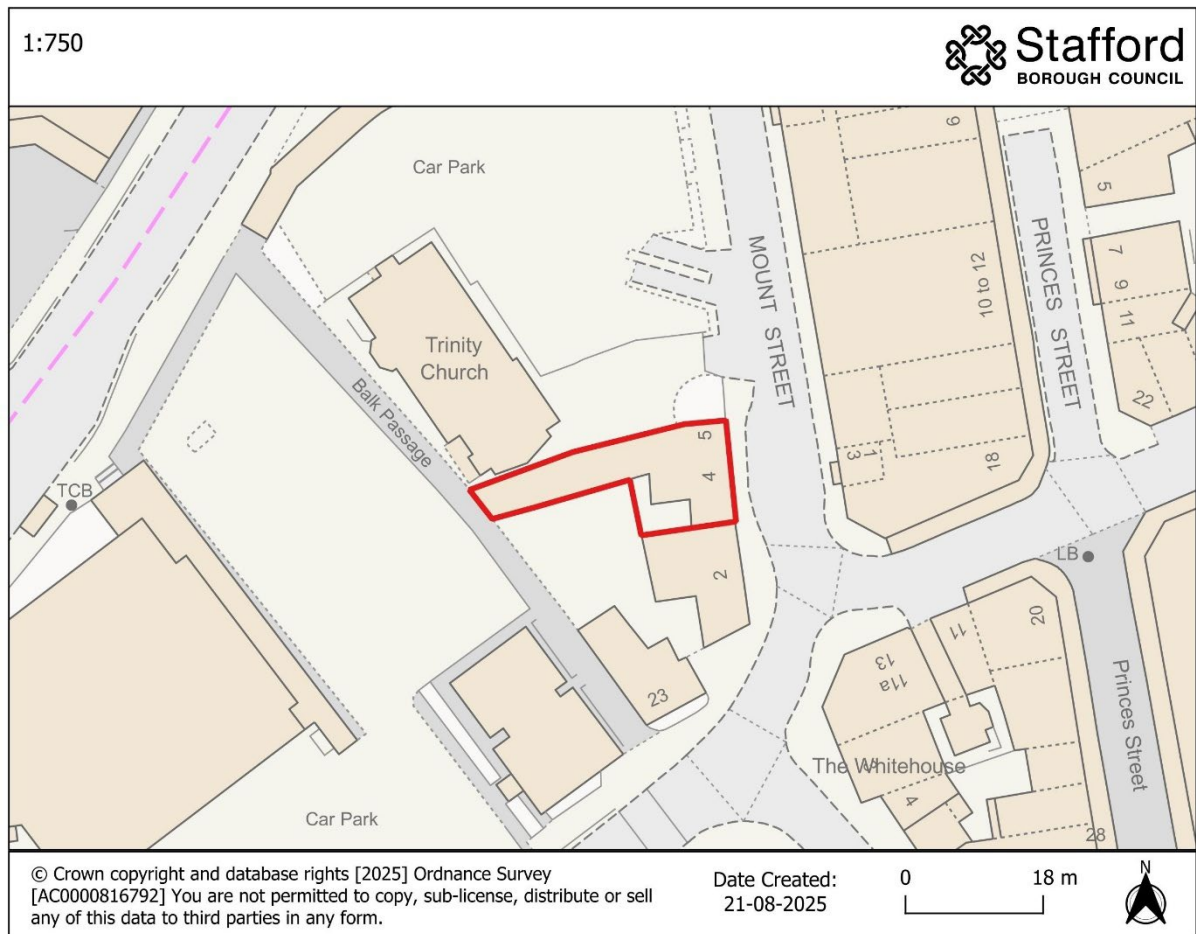 1:750
Stafford
BOROUGH COUNCIL
Car Park
6
5
7
9
11
22
PRINCES STREET
10 to 12
MOUNT STREET
Trinity
Church
Balk Passage
5
4
1
3
18
TCB
LB
2
20
11
13
11a
23
Princes Street
The Whitehouse
4
Car Park
28
© Crown copyright and database rights [2025] Ordnance Survey
[AC0000816792] You are not permitted to copy, sub-license, distribute or sell
any of this data to third parties in any form.
Date Created:
21-08-2025
0 18 m
N